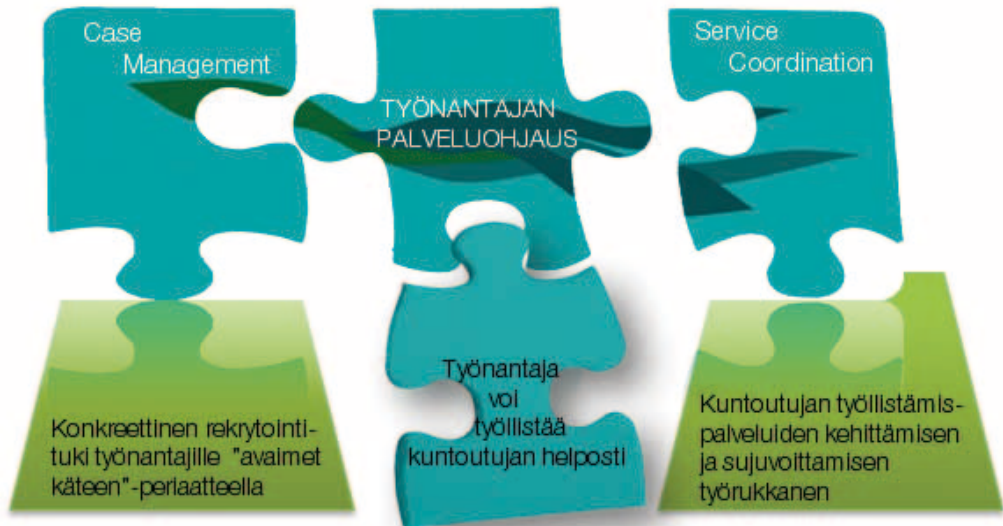 Case
Management
TYÖNANTAJAN
PALVELUOHJAUS
Service
Coordination
Konkreettinen rekrytointi-
tuki työnantajille "avaimet
käteen"-periaatteella
Työnantaja
voi
työllistää
kuntoutujan helposti
Kuntoutujan työllistämis-
palveluiden kehittämisen
ja sujuvoittamisen
työrukkanen